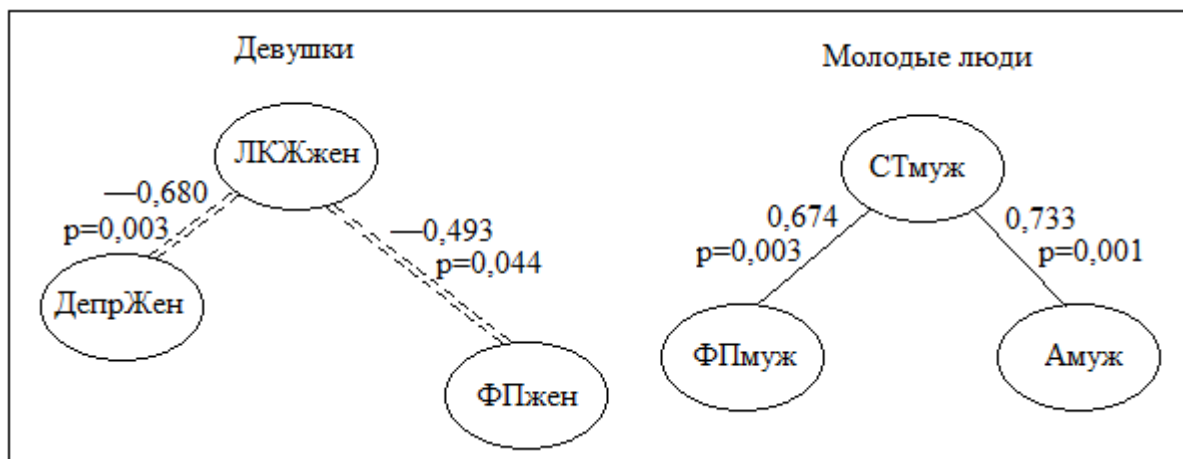 Девушки
ЛКЖжен
—0,680
p=0,003
—0,493
p=0,044
ДепрЖен
ФПжен
Молодые люди
СТмуж
0,674
p=0,003
0,733
p=0,001
ФПмуж
Амуж